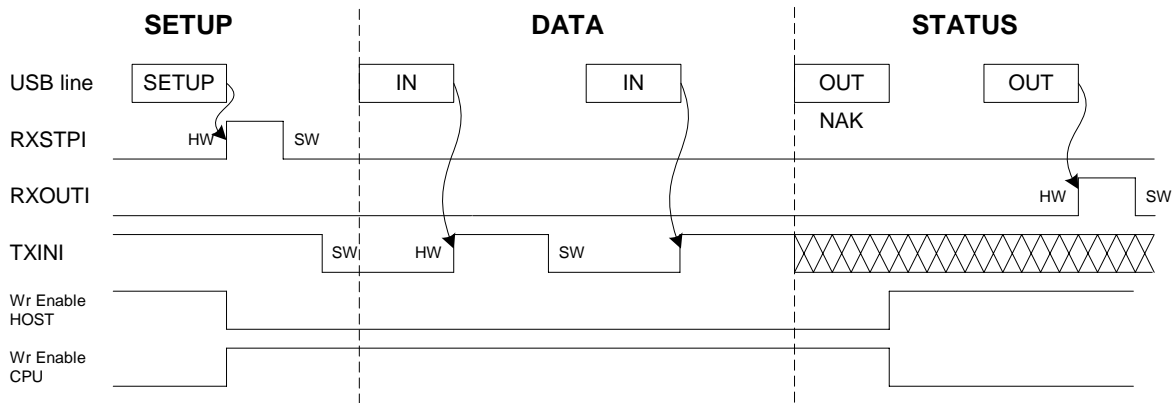 SETUP DATA STATUS
USB line SETUP IN IN OUT OUT
NAK
RXSTPI HW SW
RXOUTI HW SW
TXINI SW HW SW
Wr Enable
HOST
Wr Enable
CPU